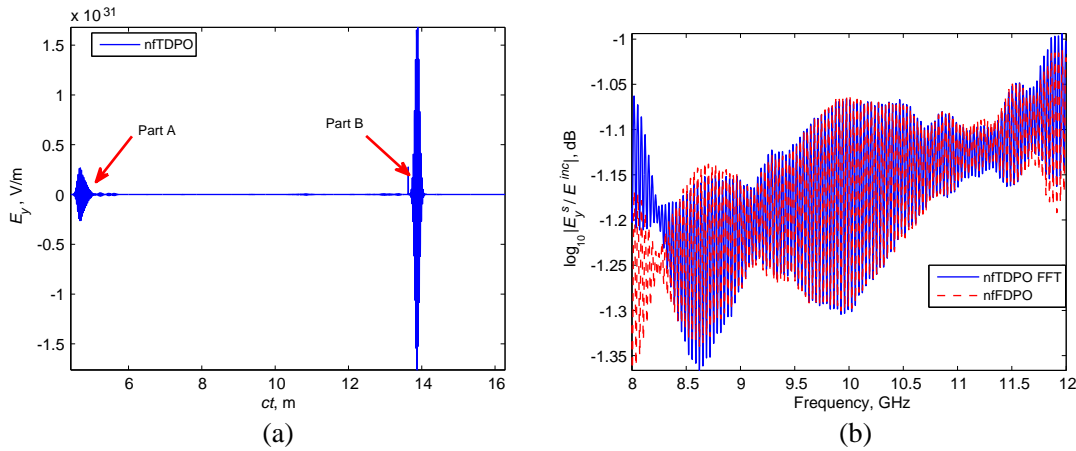 x 10^31
nfTDPO
Part A
Part B
1.5
1
0.5
0
-0.5
-1
-1.5
E_y, V/m
6 8 10 12 14 16
ct, m
(a)
-1
-1.05
-1.1
-1.15
-1.2
-1.25
-1.3
-1.35
log_10|E_y^s / E^inc|, dB
nfTDPO FFT
nfFDPO
8 8.5 9 9.5 10 10.5 11 11.5 12
Frequency, GHz
(b)